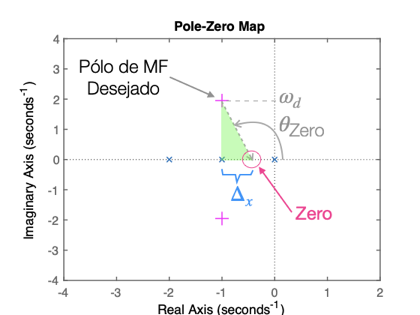 Pole-Zero Map
Imaginary Axis (seconds⁻¹)
4
3
2
1
0
-1
-2
-3
-4
Pólo de MF
Desejado
ω_d
θ_Zero
Δ_x
Zero
-4 -3 -2 -1 0 1 2
Real Axis (seconds⁻¹)